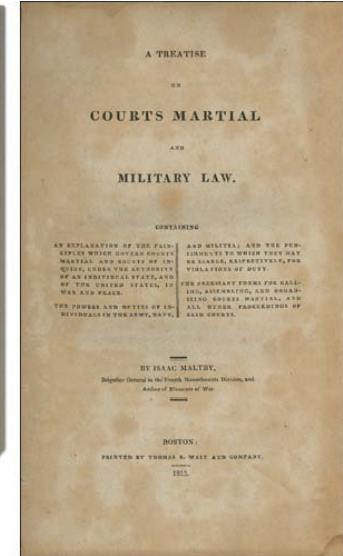 A TREATISE
ON
COURTS MARTIAL
AND
MILITARY LAW.
CONTAINING
AN EXPLANATION OF THE PRIN-
CIPLES WHICH GOVERN COURTS
MARTIAL AND COURTS OF IN-
QUIRY, UNDER THE AUTHORITY
OF AN INDIVIDUAL STATE, AND
OF THE UNITED STATES, IN
WAR AND PEACE.
THE POWERS AND DUTIES OF IN-
DIVIDUALS IN THE ARMY, NAVY,
AND MILITIA; AND THE PUN-
ISHMENTS TO WHICH THEY MAY
BE LIABLE, RESPECTIVELY, FOR
VIOLATIONS OF DUTY.
THE NECESSARY FORMS FOR CALL-
ING, ASSEMBLING, AND ORGAN-
IZING COURTS MARTIAL, AND
ALL OTHER PROCEEDINGS OF
SAID COURTS.
BY ISAAC MALTBY,
Brigadier General in the Fourth Massachusetts Division, and
Author of Elements of War.
BOSTON:
PRINTED BY THOMAS B. WAIT AND COMPANY.
1813.